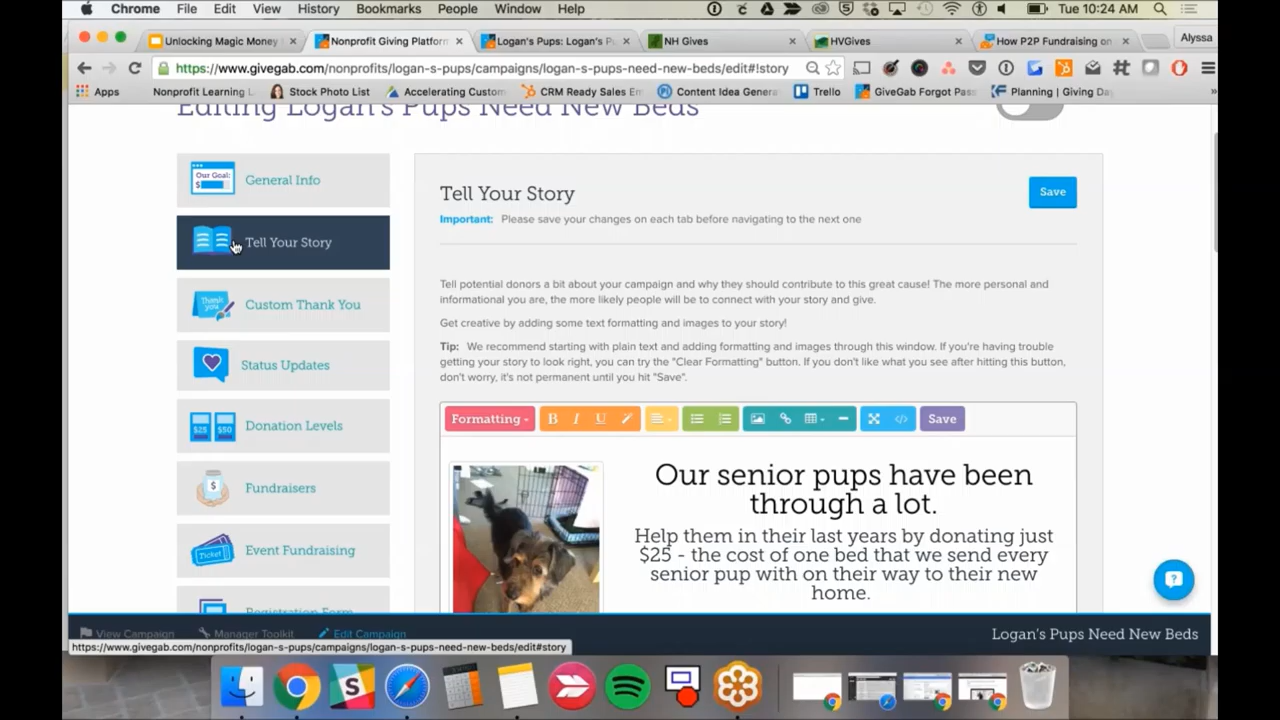 Chrome File Edit View History Bookmarks People Window Help Tue 10:24 AM
Unlocking Magic Money Nonprofit Giving Platform Logan's Pups: Logan's P NH Gives HVGives How P2P Fundraising on Alyssa
https://www.givegab.com/nonprofits/logan-s-pups/campaigns/logan-s-pups-need-new-beds/edit#!story
Apps Nonprofit Learning Stock Photo List Accelerating Custom CRM Ready Sales Content Idea Genera Trello GiveGab Forgot Pas Planning | Giving Day
Editing Logan's Pups Need New Beds
Our Goal:
$
General Info
Tell Your Story
Thank you
Custom Thank You
Status Updates
$25 $50
Donation Levels
$
Fundraisers
Ticket
Event Fundraising
Registration Form
Tell Your Story
Save
Important: Please save your changes on each tab before navigating to the next one
Tell potential donors a bit about your campaign and why they should contribute to this great cause! The more personal and
informational you are, the more likely people will be to connect with your story and give.
Get creative by adding some text formatting and images to your story!
Tip: We recommend starting with plain text and adding formatting and images through this window. If you're having trouble
getting your story to look right, you can try the "Clear Formatting" button. If you don't like what you see after hitting this button,
don't worry, it's not permanent until you hit "Save".
Formatting B I U Save
Our senior pups have been
through a lot.
Help them in their last years by donating just
$25 - the cost of one bed that we send every
senior pup with on their way to their new
home.
View Campaign Manager Toolkit Edit Campaign Logan's Pups Need New Beds
https://www.givegab.com/nonprofits/logan-s-pups/campaigns/logan-s-pups-need-new-beds/edit#story